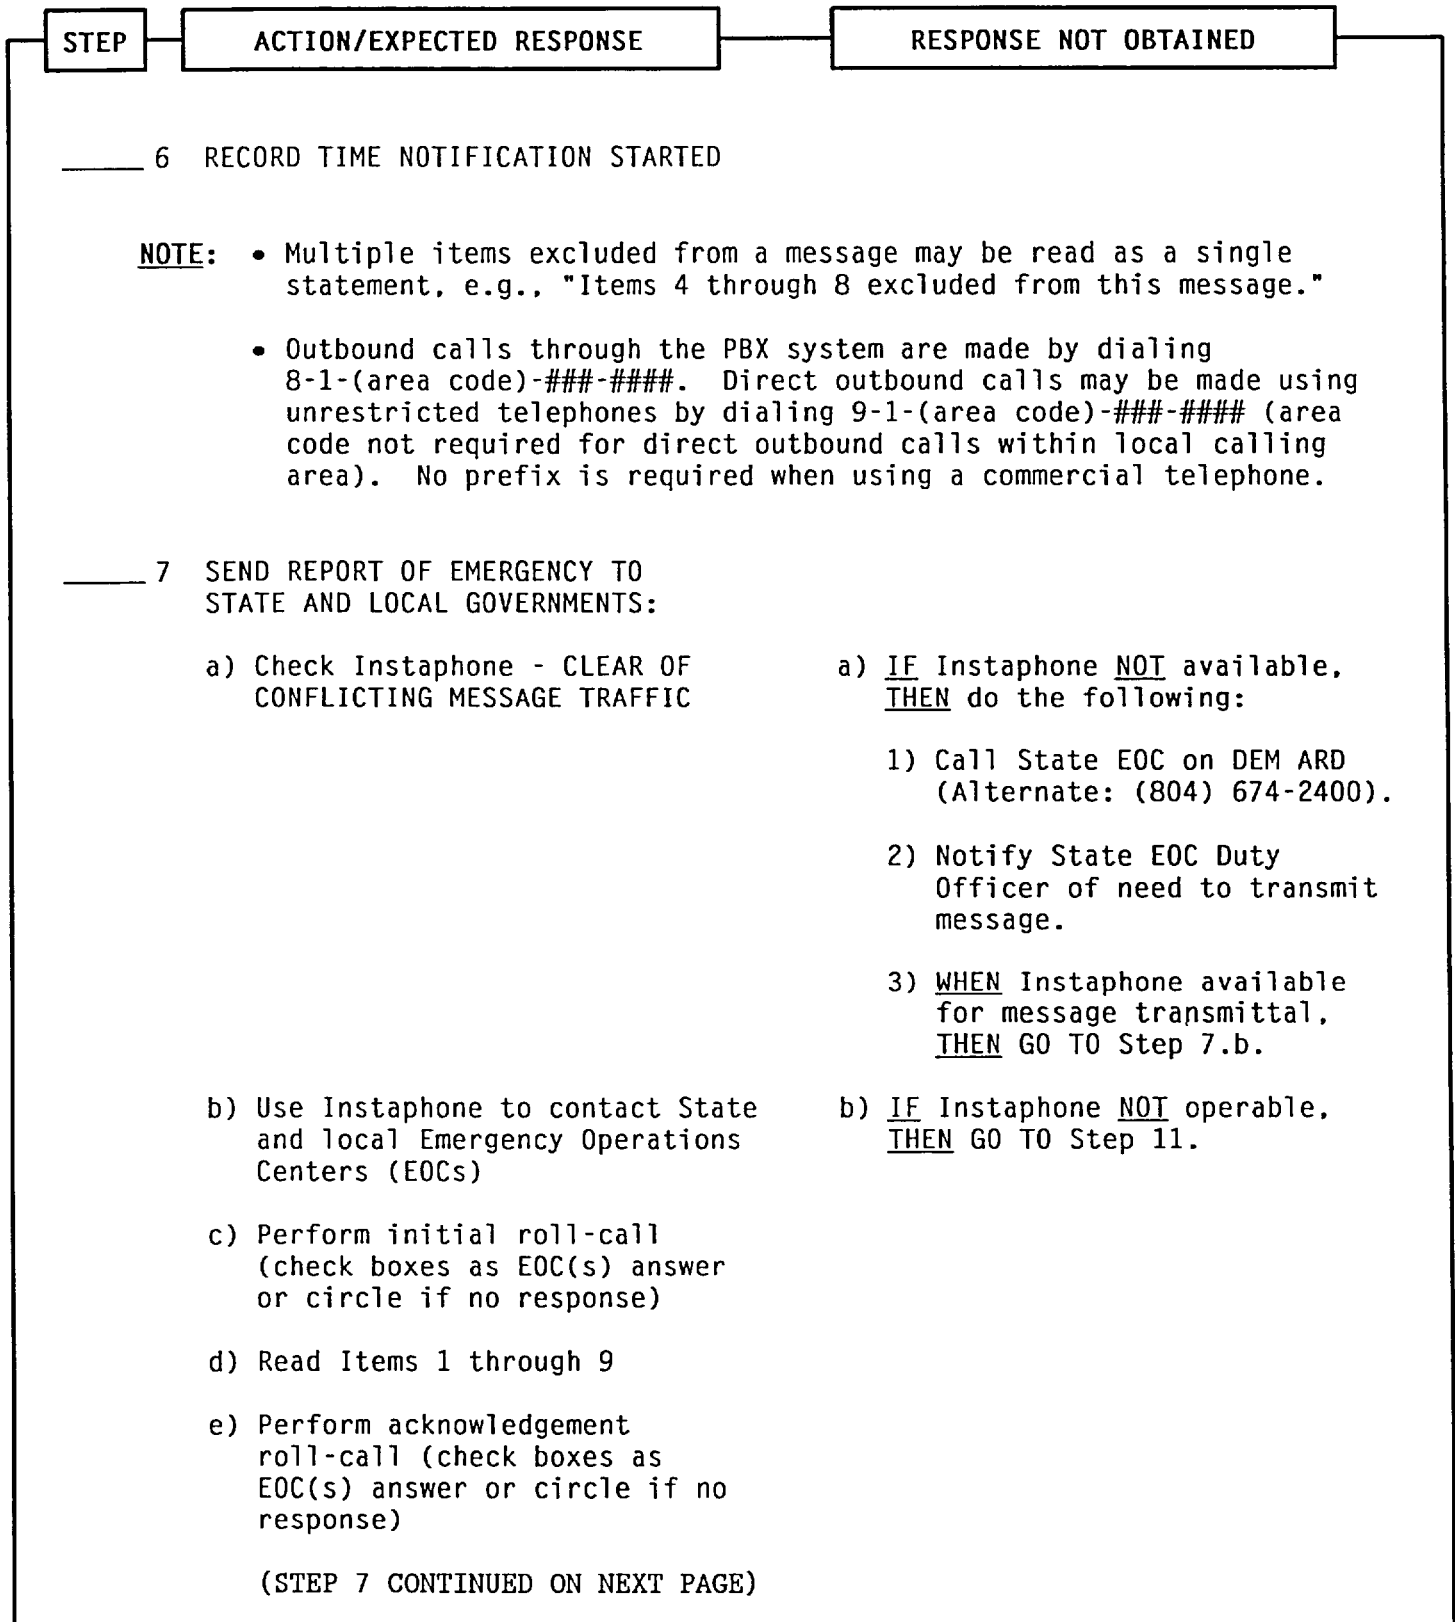 STEP ACTION/EXPECTED RESPONSE RESPONSE NOT OBTAINED
_____ 6 RECORD TIME NOTIFICATION STARTED
NOTE: • Multiple items excluded from a message may be read as a single
statement, e.g., "Items 4 through 8 excluded from this message."
• Outbound calls through the PBX system are made by dialing
8-1-(area code)-###-####. Direct outbound calls may be made using
unrestricted telephones by dialing 9-1-(area code)-###-#### (area
code not required for direct outbound calls within local calling
area). No prefix is required when using a commercial telephone.
_____ 7 SEND REPORT OF EMERGENCY TO
STATE AND LOCAL GOVERNMENTS:
a) Check Instaphone - CLEAR OF
CONFLICTING MESSAGE TRAFFIC
a) IF Instaphone NOT available,
THEN do the following:
1) Call State EOC on DEM ARD
(Alternate: (804) 674-2400).
2) Notify State EOC Duty
Officer of need to transmit
message.
3) WHEN Instaphone available
for message transmittal,
THEN GO TO Step 7.b.
b) Use Instaphone to contact State
and local Emergency Operations
Centers (EOCs)
b) IF Instaphone NOT operable,
THEN GO TO Step 11.
c) Perform initial roll-call
(check boxes as EOC(s) answer
or circle if no response)
d) Read Items 1 through 9
e) Perform acknowledgement
roll-call (check boxes as
EOC(s) answer or circle if no
response)
(STEP 7 CONTINUED ON NEXT PAGE)